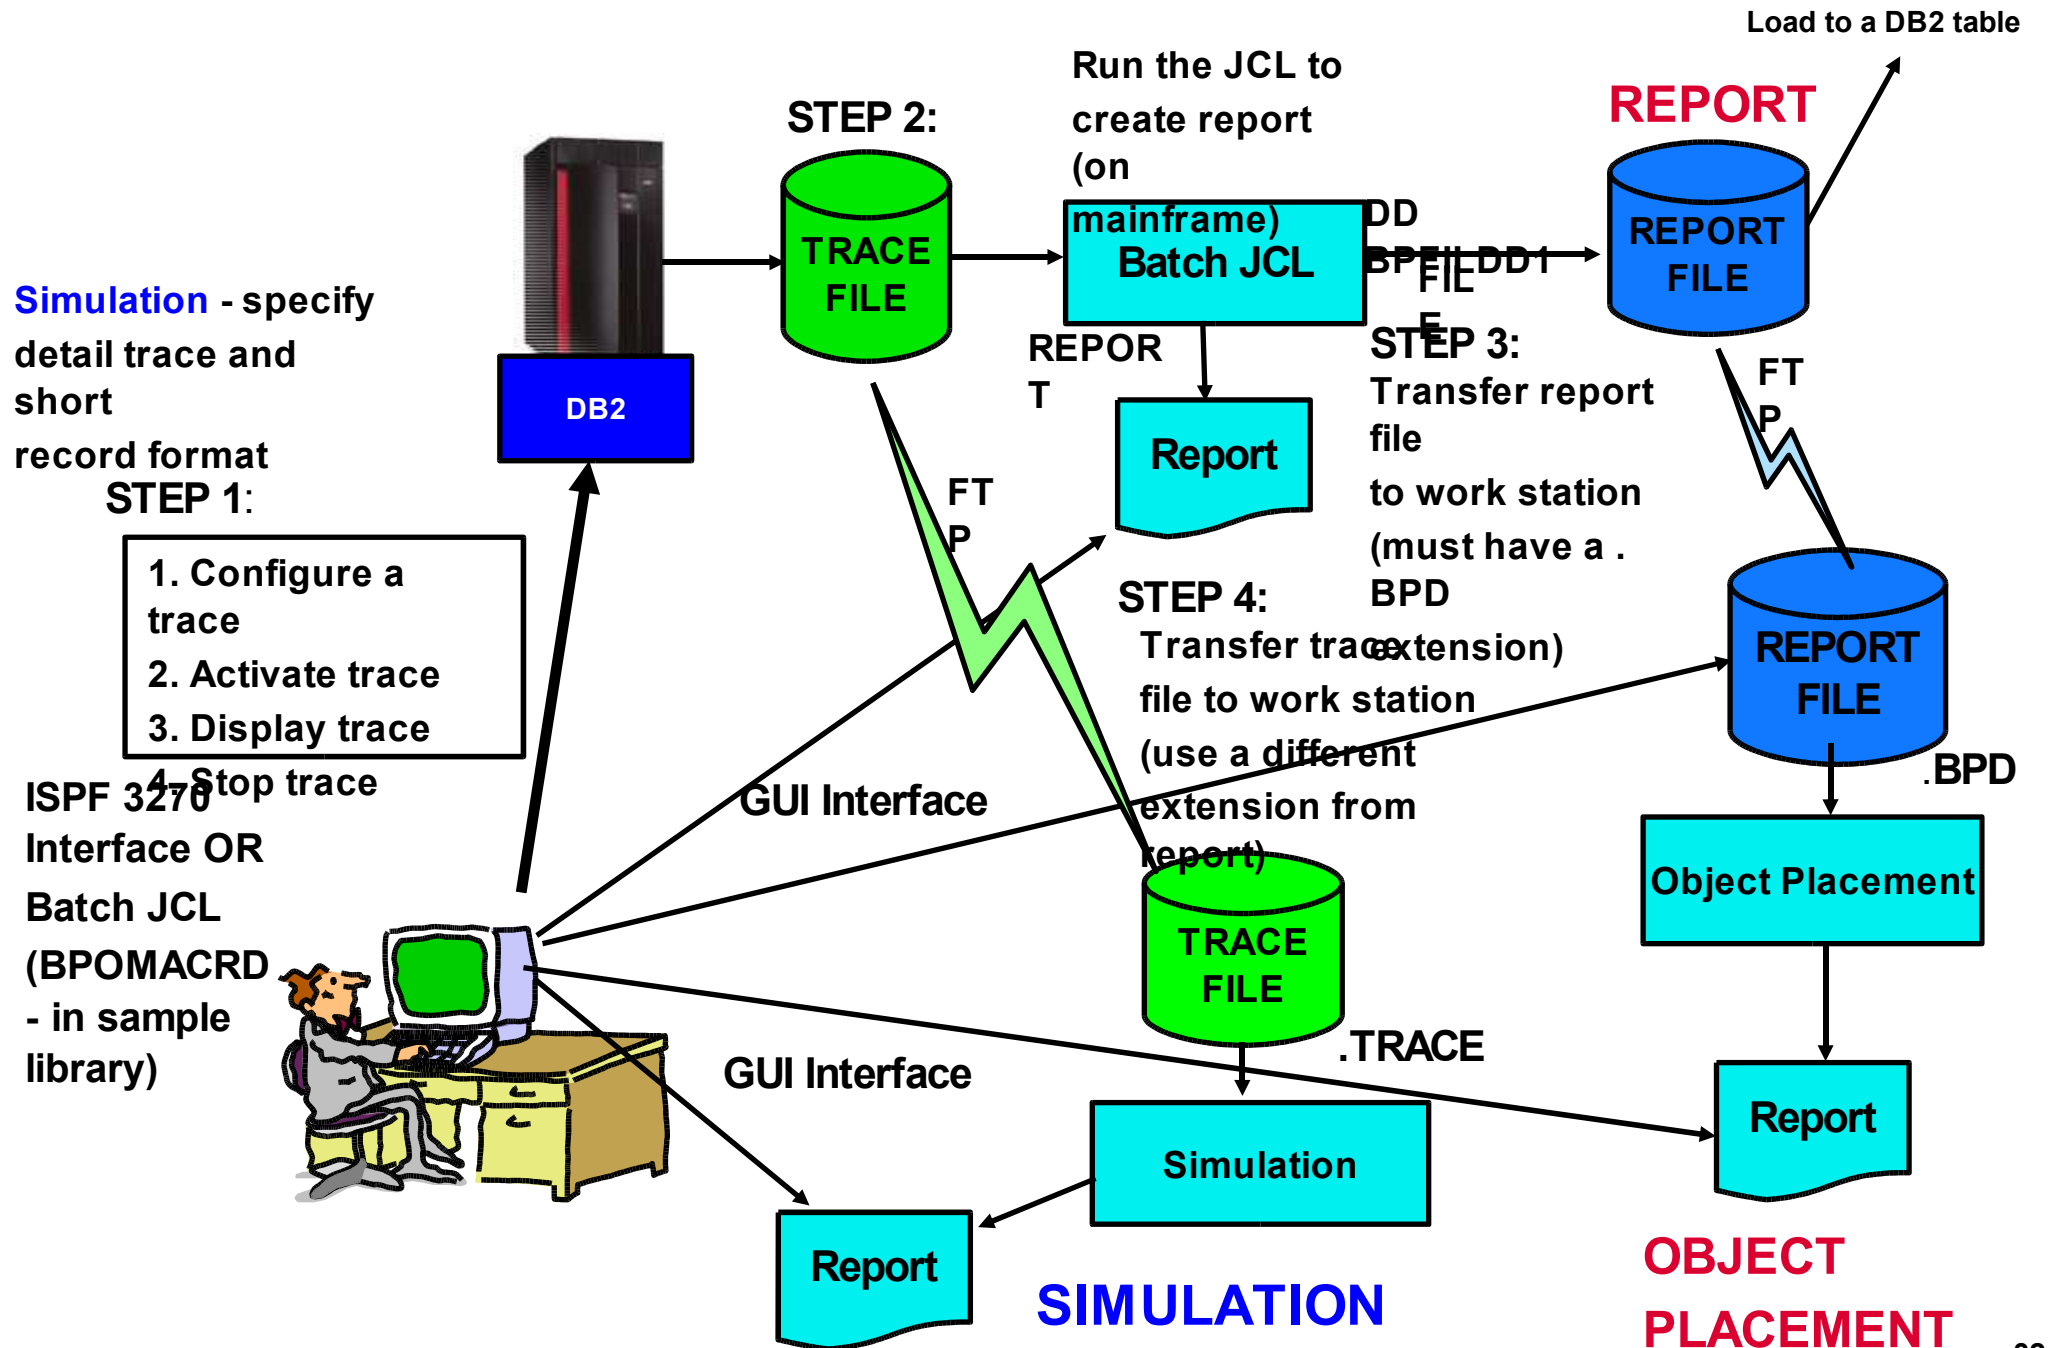 Load to a DB2 table
Run the JCL to
create report
(on
mainframe)
REPORT
STEP 2:
TRACE
FILE
Batch JCL
DD
BPFILDD1
FIL
E
REPORT
FILE
Simulation - specify
detail trace and
short
record format
DB2
REPOR
T
Report
STEP 3:
Transfer report
file
to work station
(must have a .
BPD
extension)
FT
P
STEP 1:
1. Configure a
trace
2. Activate trace
3. Display trace
4. Stop trace
FT
P
STEP 4:
Transfer trace
file to work station
(use a different
extension from
report)
REPORT
FILE
.BPD
ISPF 3270
Interface OR
Batch JCL
(BPOMACRD
- in sample
library)
GUI Interface
Object Placement
TRACE
FILE
.TRACE
GUI Interface
Simulation
Report
Report
SIMULATION
OBJECT
PLACEMENT